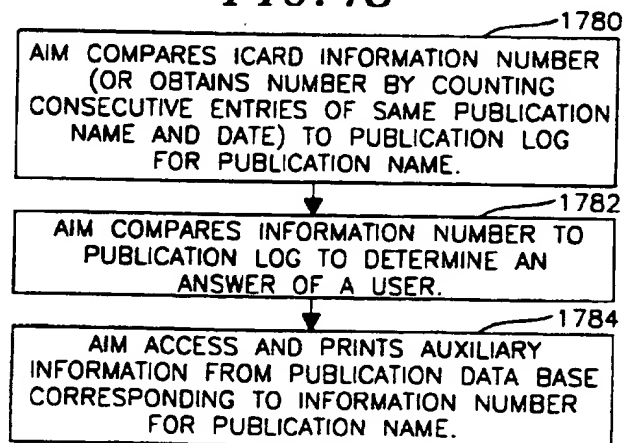 1780
AIM COMPARES ICARD INFORMATION NUMBER
(OR OBTAINS NUMBER BY COUNTING
CONSECUTIVE ENTRIES OF SAME PUBLICATION
NAME AND DATE) TO PUBLICATION LOG
FOR PUBLICATION NAME.
1782
AIM COMPARES INFORMATION NUMBER TO
PUBLICATION LOG TO DETERMINE AN
ANSWER OF A USER.
1784
AIM ACCESS AND PRINTS AUXILIARY
INFORMATION FROM PUBLICATION DATA BASE
CORRESPONDING TO INFORMATION NUMBER
FOR PUBLICATION NAME.